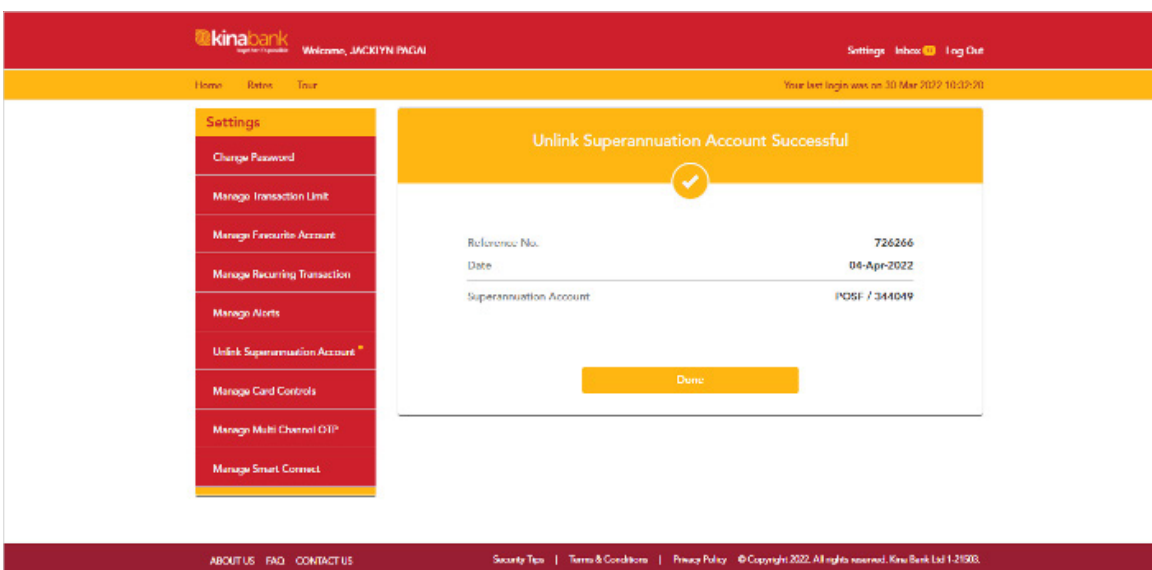 kinabank
together it's possible
Welcome, JACKLYN PAGAI
Settings Inbox Log Out
Home Rates Tour
Your last login was on 30 Mar 2022 10:32:20
Settings
Change Password
Manage Transaction Limit
Manage Favourite Account
Manage Recurring Transaction
Manage Alerts
Unlink Superannuation Account
Manage Card Controls
Manage Multi Channel OTP
Manage Smart Connect
Unlink Superannuation Account Successful
Reference No. 726266
Date 04-Apr-2022
Superannuation Account POSF / 344049
Done
ABOUT US FAQ CONTACT US
Security Tips | Terms & Conditions | Privacy Policy © Copyright 2022. All rights reserved. Kina Bank Ltd 1-21503.